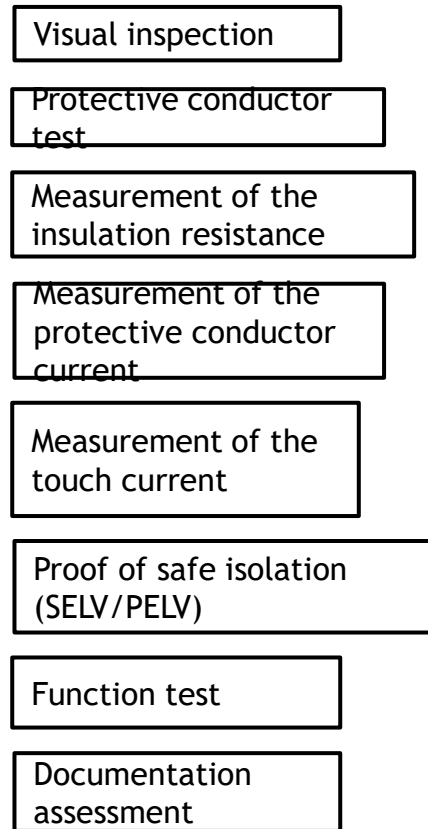 Visual inspection
Protective conductor
test
Measurement of the
insulation resistance
Measurement of the
protective conductor
current
Measurement of the
touch current
Proof of safe isolation
(SELV/PELV)
Function test
Documentation
assessment